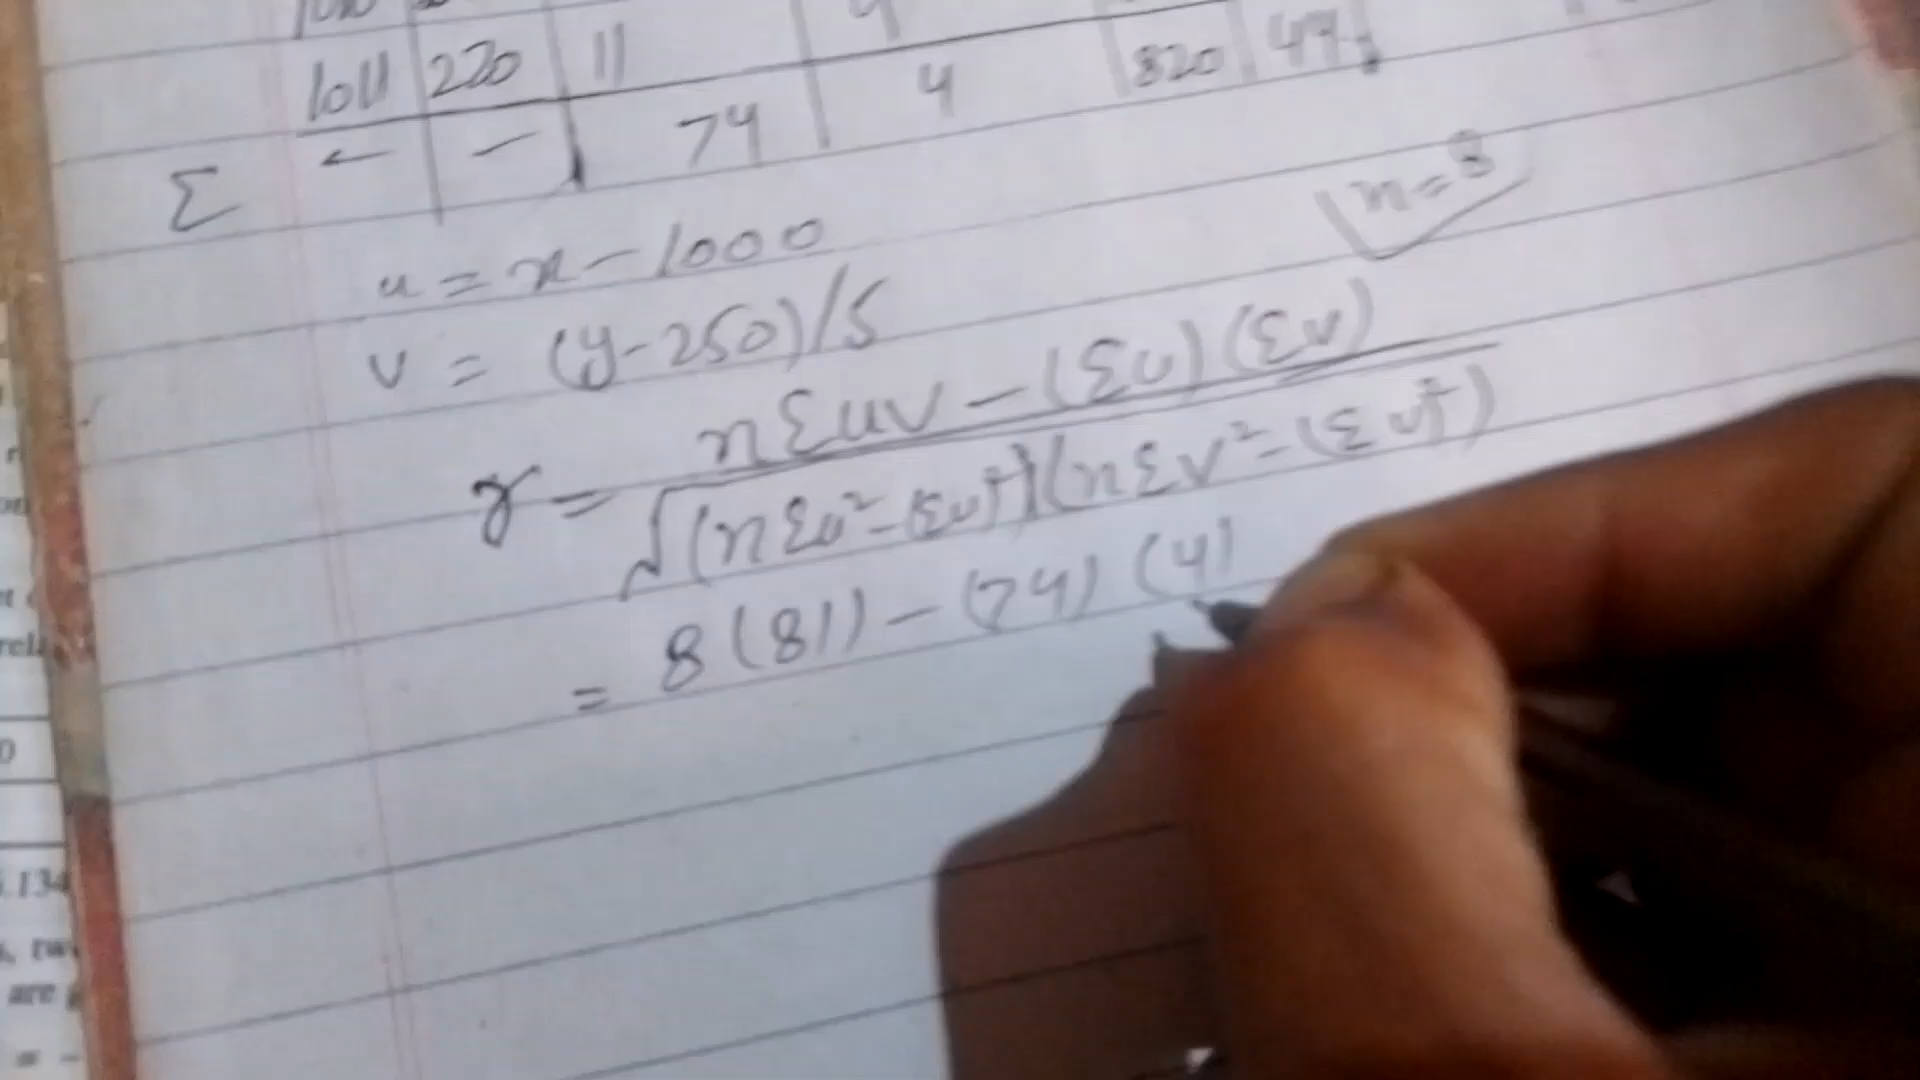 1011 220 11 4 820 44
Σ — — 74
n = 8
u = x - 1000
v = (y - 250)/5
r = nΣuv - (Σu)(Σv)
√(nΣu² - (Σu)²)(nΣv² - (Σv)²)
= 8(81) - (74)(4)